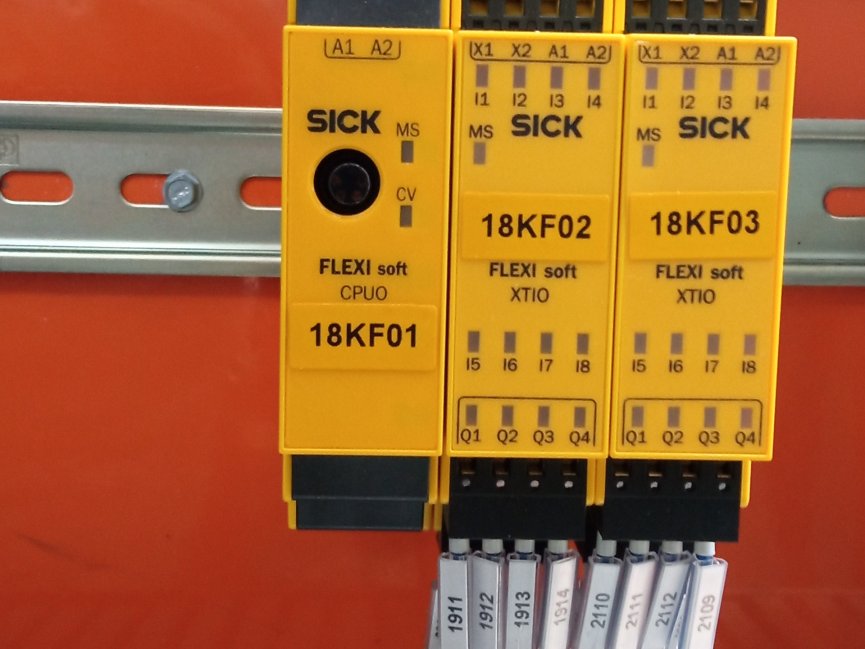 A1 A2
SICK
MS
CV
FLEXI soft
CPU0
18KF01
X1 X2 A1 A2
I1 I2 I3 I4
MS
SICK
18KF02
FLEXI soft
XTIO
I5 I6 I7 I8
Q1 Q2 Q3 Q4
X1 X2 A1 A2
I1 I2 I3 I4
MS
SICK
18KF03
FLEXI soft
XTIO
I5 I6 I7 I8
Q1 Q2 Q3 Q4
1911
1912
1913
1914
2110
2111
2112
2109